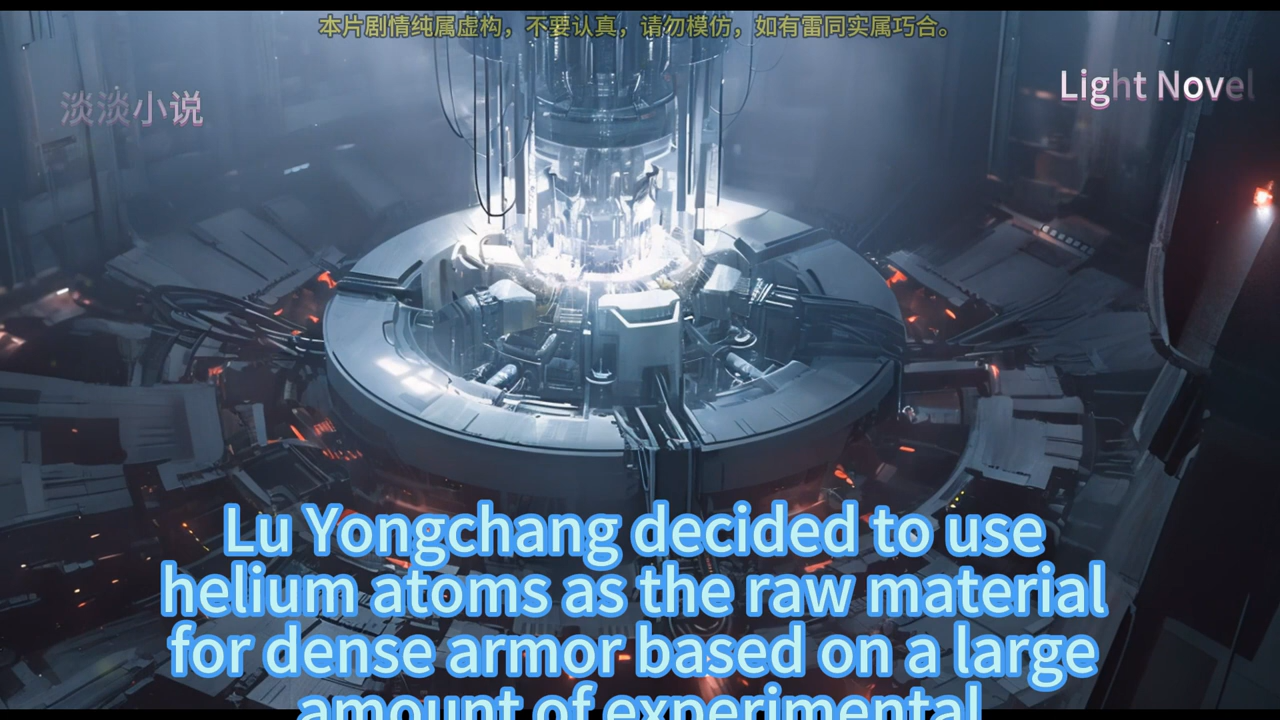 本片剧情纯属虚构，不要认真，请勿模仿，如有雷同实属巧合。
淡淡小说
Light Novel
Lu Yongchang decided to use
helium atoms as the raw material
for dense armor based on a large
amount of experimental